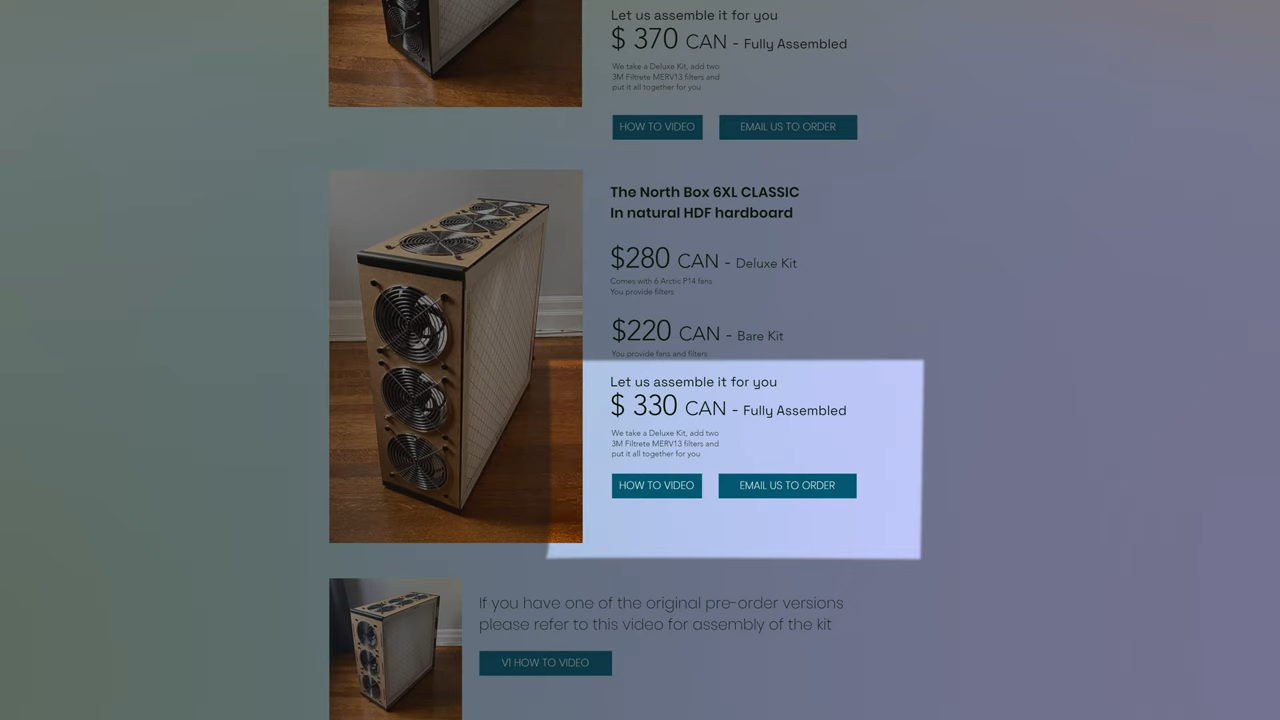 Let us assemble it for you
$ 370 CAN - Fully Assembled
We take a Deluxe Kit, add two
3M Filtrete MERV13 filters and
put it all together for you
HOW TO VIDEO
EMAIL US TO ORDER
The North Box 6XL CLASSIC
In natural HDF hardboard
$280 CAN - Deluxe Kit
Comes with 6 Arctic P14 fans
You provide filters
$220 CAN - Bare Kit
You provide fans and filters
Let us assemble it for you
$ 330 CAN - Fully Assembled
We take a Deluxe Kit, add two
3M Filtrete MERV13 filters and
put it all together for you
HOW TO VIDEO
EMAIL US TO ORDER
If you have one of the original pre-order versions
please refer to this video for assembly of the kit
V1 HOW TO VIDEO